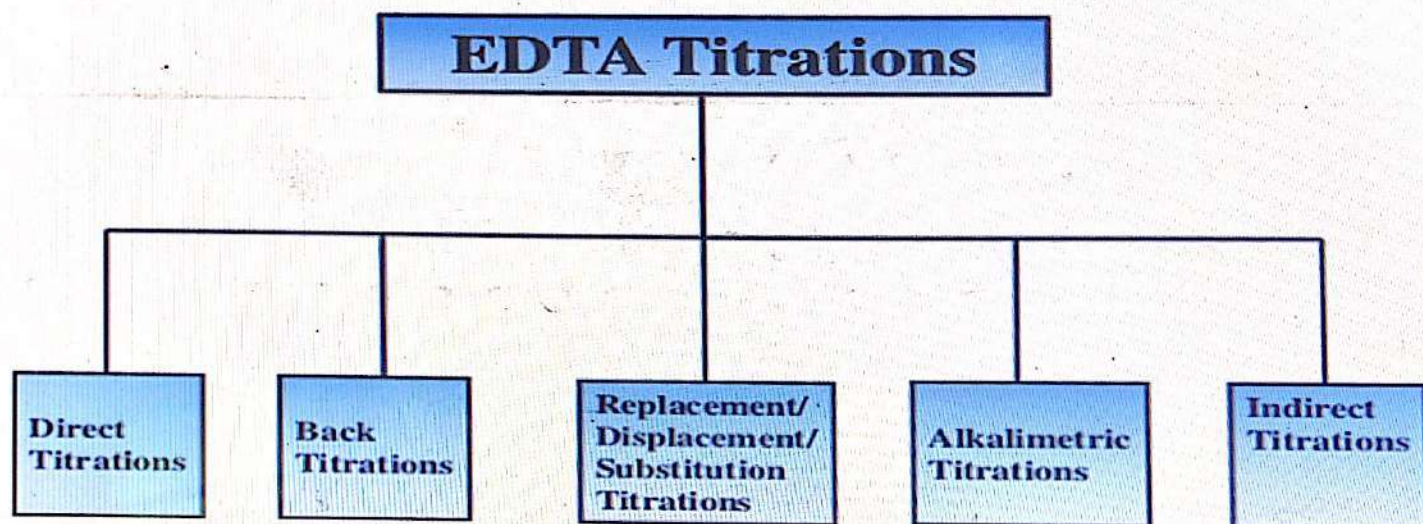 EDTA Titrations
Direct
Titrations
Back
Titrations
Replacement/
Displacement/
Substitution
Titrations
Alkalimetric
Titrations
Indirect
Titrations